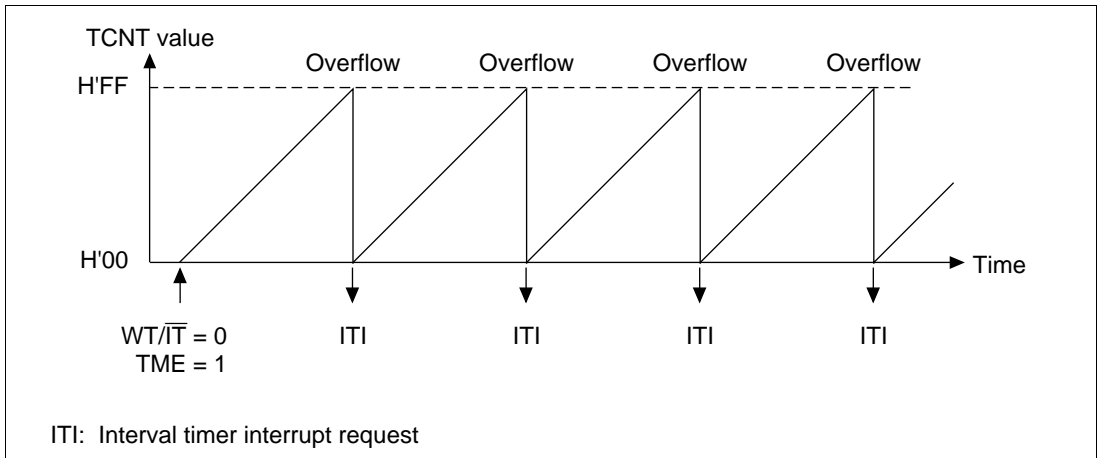 TCNT value
Overflow Overflow Overflow Overflow
H'FF
H'00
Time
WT/I̅T̅ = 0 ITI ITI ITI ITI
TME = 1
ITI: Interval timer interrupt request